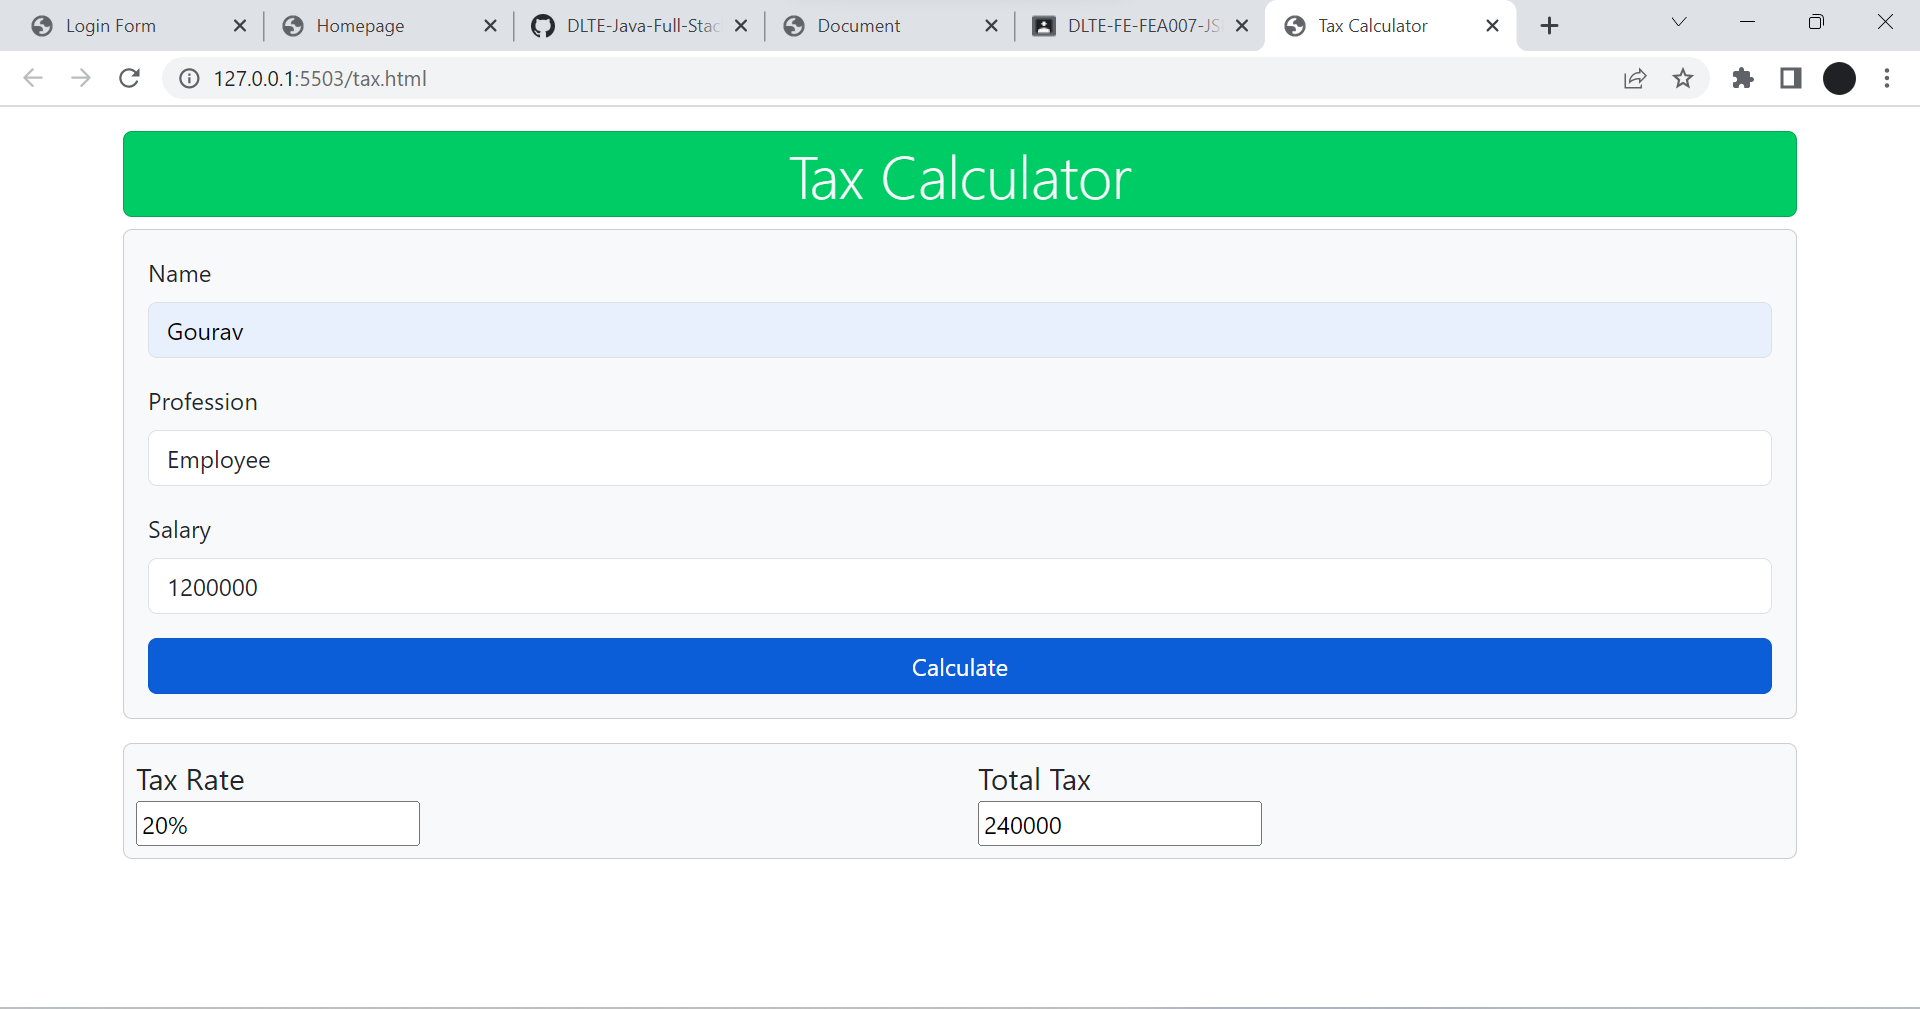 Login Form
Homepage
DLTE-Java-Full-Stac
Document
DLTE-FE-FEA007-JS
Tax Calculator
127.0.0.1:5503/tax.html
Tax Calculator
Name
Gourav
Profession
Employee
Salary
1200000
Calculate
Tax Rate
Total Tax
20%
240000